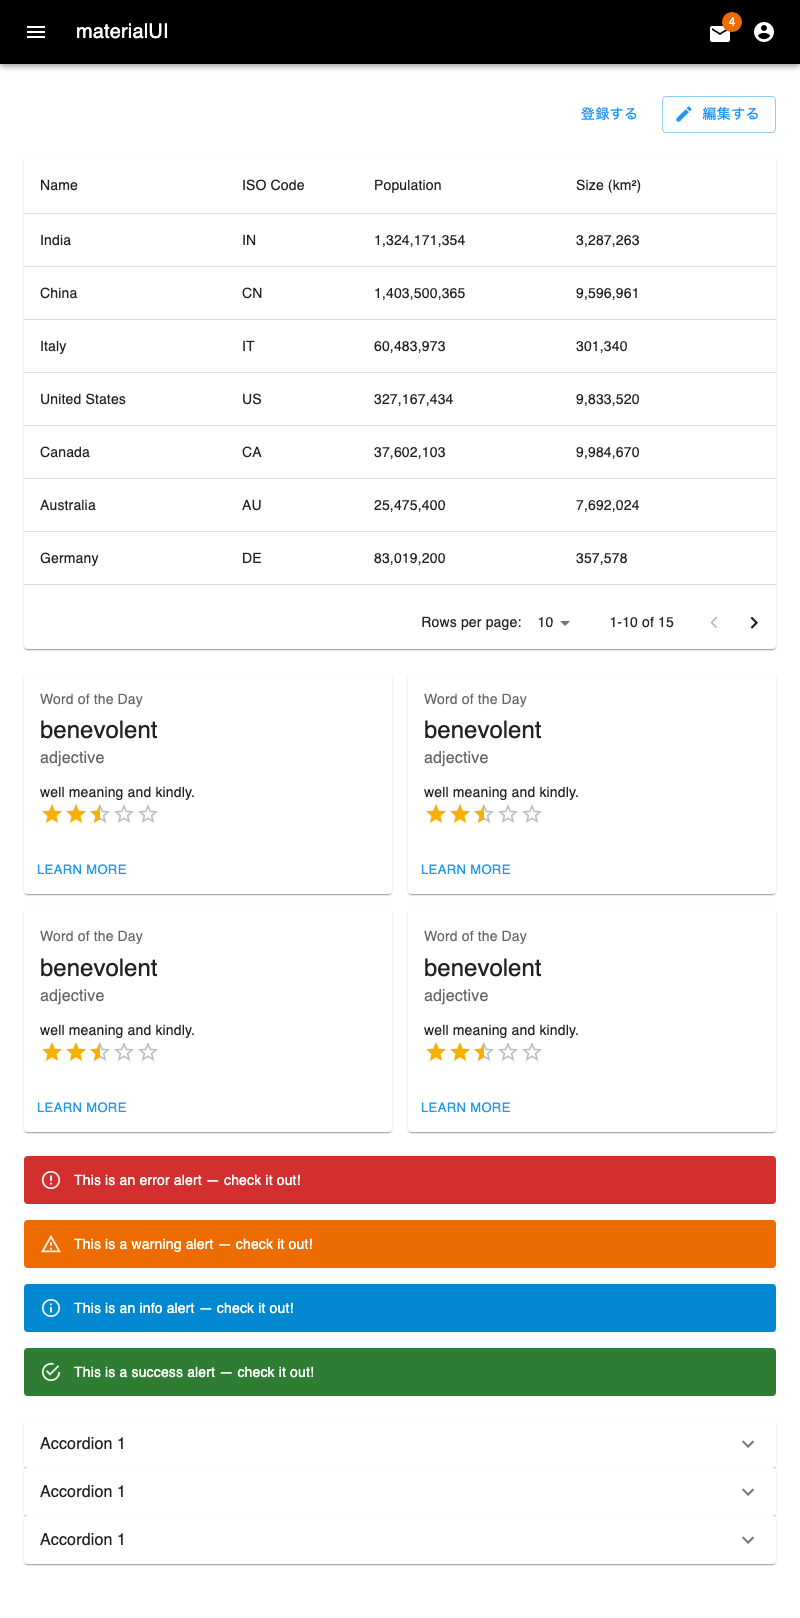 materialUI
4
登録する
編集する
Name ISO Code Population Size (km²)
India IN 1,324,171,354 3,287,263
China CN 1,403,500,365 9,596,961
Italy IT 60,483,973 301,340
United States US 327,167,434 9,833,520
Canada CA 37,602,103 9,984,670
Australia AU 25,475,400 7,692,024
Germany DE 83,019,200 357,578
Rows per page: 10 1-10 of 15
Word of the Day
benevolent
adjective
well meaning and kindly.
LEARN MORE
Word of the Day
benevolent
adjective
well meaning and kindly.
LEARN MORE
Word of the Day
benevolent
adjective
well meaning and kindly.
LEARN MORE
Word of the Day
benevolent
adjective
well meaning and kindly.
LEARN MORE
This is an error alert — check it out!
This is a warning alert — check it out!
This is an info alert — check it out!
This is a success alert — check it out!
Accordion 1
Accordion 1
Accordion 1